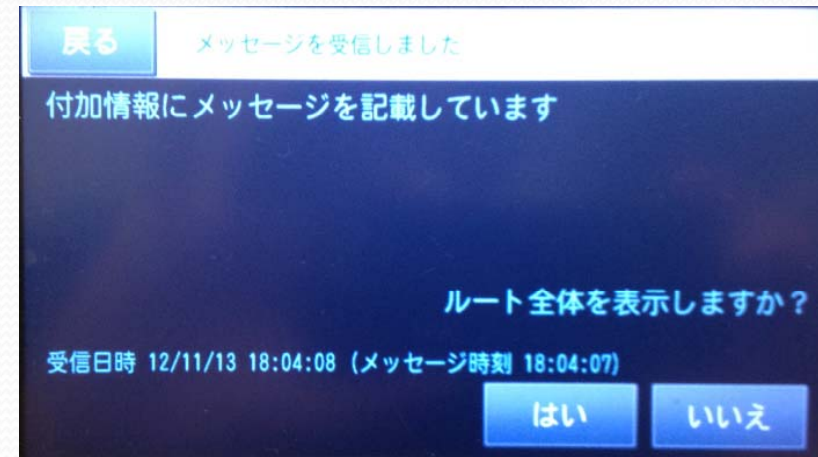 戻る
メッセージを受信しました
付加情報にメッセージを記載しています
ルート全体を表示しますか？
受信日時 12/11/13 18:04:08 (メッセージ時刻 18:04:07)
はい
いいえ